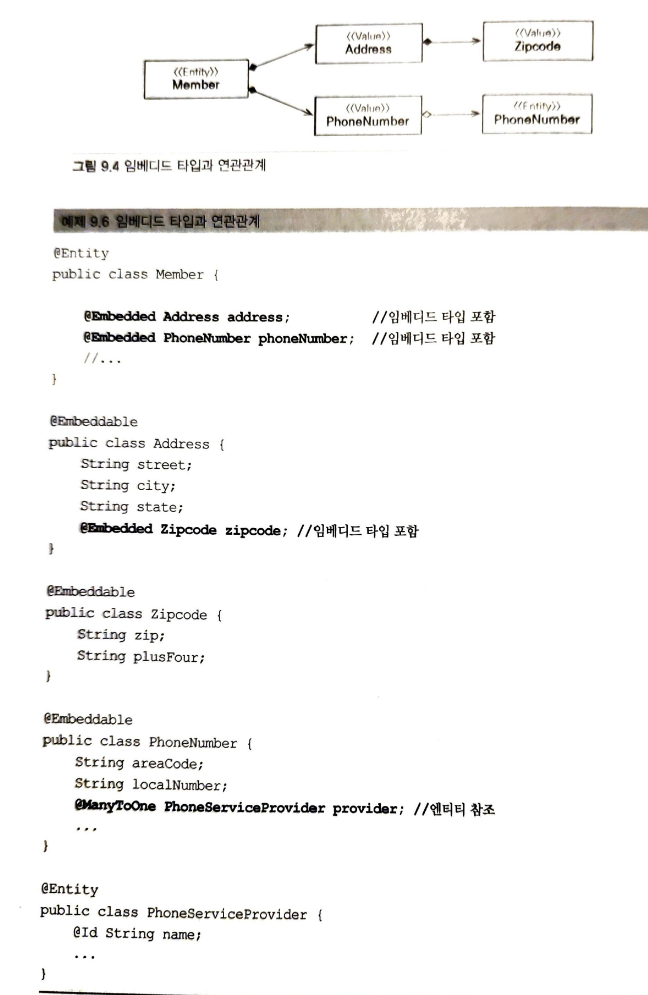 <<Value>>
Address
<<Value>>
Zipcode
<<Entity>>
Member
<<Value>>
PhoneNumber
<<Entity>>
PhoneNumber
그림 9.4 임베디드 타입과 연관관계
예제 9.6 임베디드 타입과 연관관계
@Entity
public class Member {
@Embedded Address address; //임베디드 타입 포함
@Embedded PhoneNumber phoneNumber; //임베디드 타입 포함
//...
}
@Embeddable
public class Address {
String street;
String city;
String state;
@Embedded Zipcode zipcode; //임베디드 타입 포함
}
@Embeddable
public class Zipcode {
String zip;
String plusFour;
}
@Embeddable
public class PhoneNumber {
String areaCode;
String localNumber;
@ManyToOne PhoneServiceProvider provider; //엔티티 참조
...
}
@Entity
public class PhoneServiceProvider {
@Id String name;
...
}